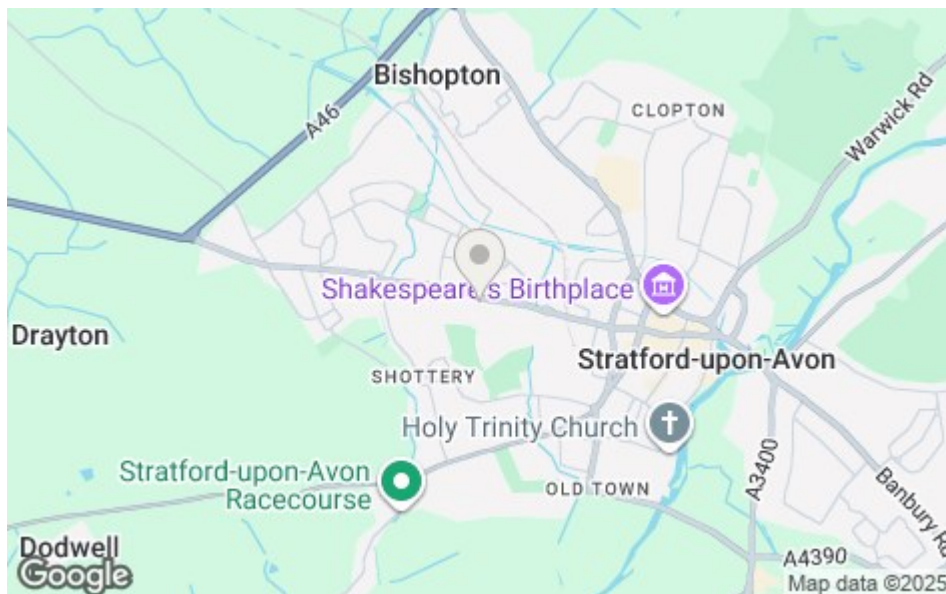 Bishopton
CLOPTON
A46
Warwick Rd
Shakespeare's Birthplace
Drayton
Stratford-upon-Avon
SHOTTERY
Holy Trinity Church
Stratford-upon-Avon
Racecourse
OLD TOWN
A3400
Banbury Rd
Dodwell
A4390
Google
Map data ©2025